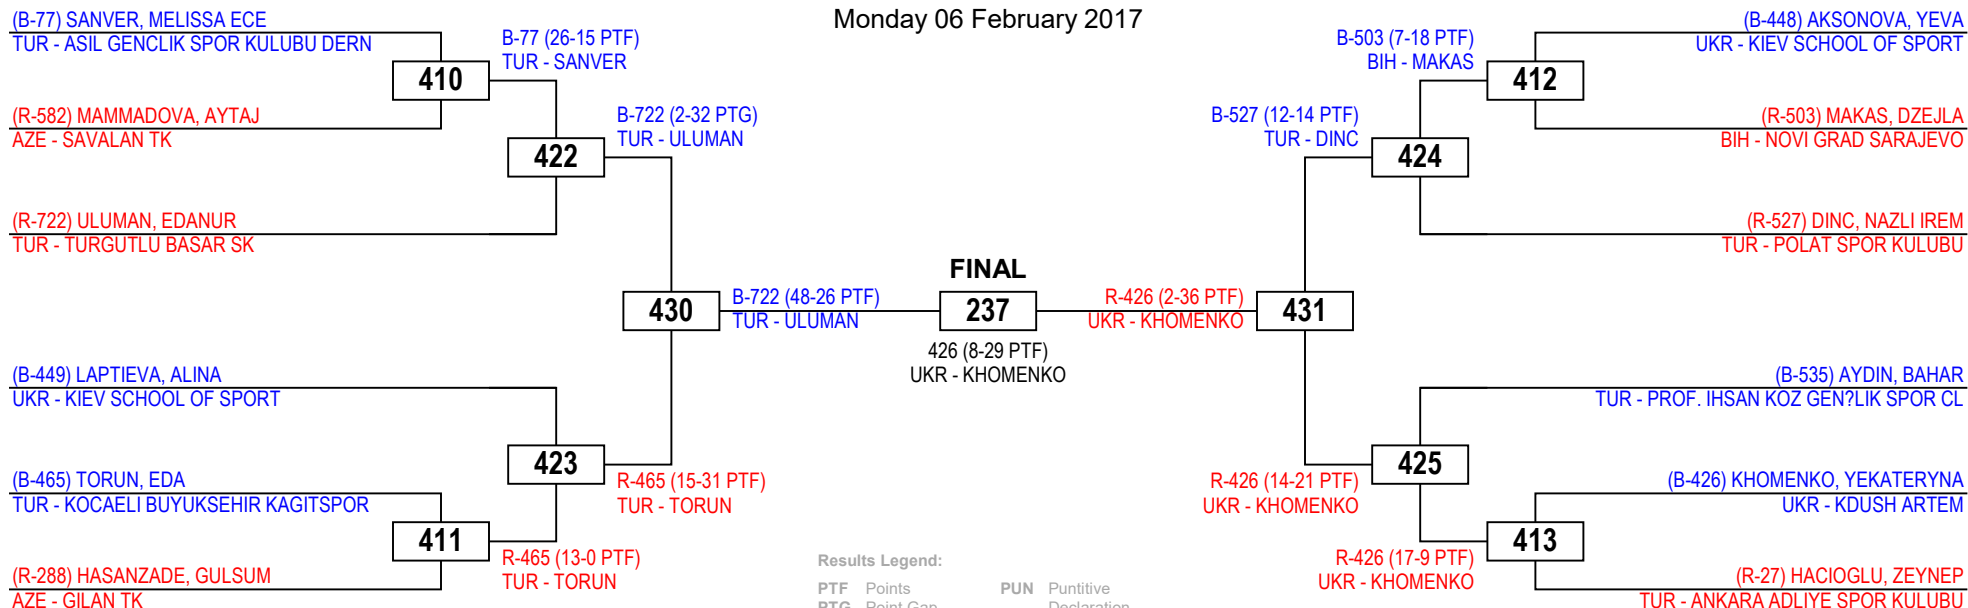 Monday 06 February 2017
(B-77) SANVER, MELISSA ECE
TUR - ASIL GENCLIK SPOR KULUBU DERN
410
(R-582) MAMMADOVA, AYTAJ
AZE - SAVALAN TK
B-77 (26-15 PTF)
TUR - SANVER
422
(R-722) ULUMAN, EDANUR
TUR - TURGUTLU BASAR SK
B-722 (2-32 PTG)
TUR - ULUMAN
430
B-722 (48-26 PTF)
TUR - ULUMAN
(B-449) LAPTIEVA, ALINA
UKR - KIEV SCHOOL OF SPORT
423
(B-465) TORUN, EDA
TUR - KOCAELI BUYUKSEHIR KAGITSPOR
411
(R-288) HASANZADE, GULSUM
AZE - GILAN TK
R-465 (13-0 PTF)
TUR - TORUN
R-465 (15-31 PTF)
TUR - TORUN
FINAL
237
426 (8-29 PTF)
UKR - KHOMENKO
(B-448) AKSONOVA, YEVA
UKR - KIEV SCHOOL OF SPORT
412
(R-503) MAKAS, DZEJLA
BIH - NOVI GRAD SARAJEVO
B-503 (7-18 PTF)
BIH - MAKAS
424
(R-527) DINC, NAZLI IREM
TUR - POLAT SPOR KULUBU
B-527 (12-14 PTF)
TUR - DINC
431
R-426 (2-36 PTF)
UKR - KHOMENKO
(B-535) AYDIN, BAHAR
TUR - PROF. IHSAN KOZ GEN?LIK SPOR CL
425
(B-426) KHOMENKO, YEKATERYNA
UKR - KDUSH ARTEM
413
(R-27) HACIOGLU, ZEYNEP
TUR - ANKARA ADLIYE SPOR KULUBU
R-426 (17-9 PTF)
UKR - KHOMENKO
R-426 (14-21 PTF)
UKR - KHOMENKO
Results Legend:
PTF Points PUN Puntitive
PTG Point Gap Declaration